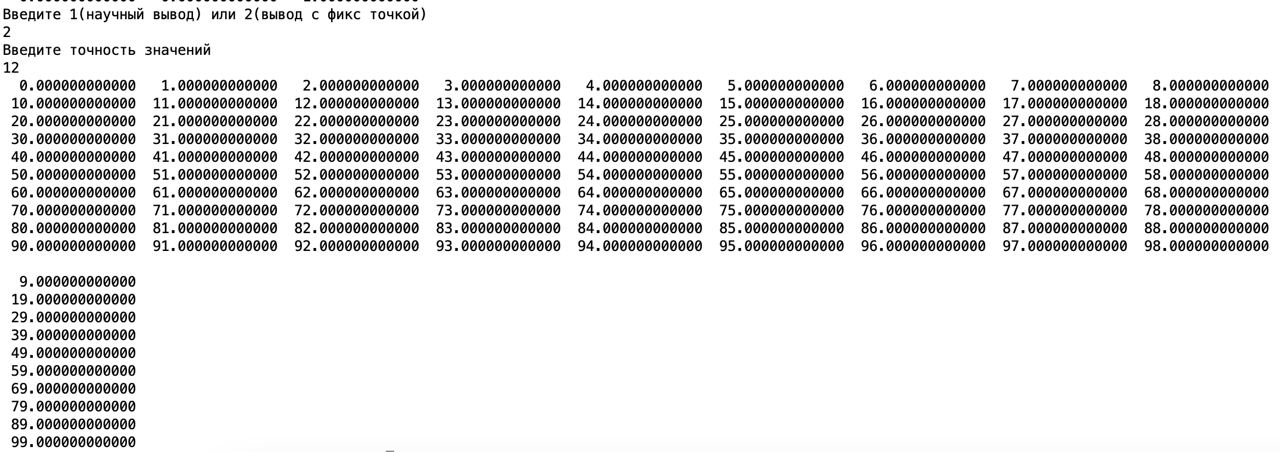 Введите 1(научный вывод) или 2(вывод с фикс точкой)
2
Введите точность значений
12
0.000000000000 1.000000000000 2.000000000000 3.000000000000 4.000000000000 5.000000000000 6.000000000000 7.000000000000 8.000000000000
10.000000000000 11.000000000000 12.000000000000 13.000000000000 14.000000000000 15.000000000000 16.000000000000 17.000000000000 18.000000000000
20.000000000000 21.000000000000 22.000000000000 23.000000000000 24.000000000000 25.000000000000 26.000000000000 27.000000000000 28.000000000000
30.000000000000 31.000000000000 32.000000000000 33.000000000000 34.000000000000 35.000000000000 36.000000000000 37.000000000000 38.000000000000
40.000000000000 41.000000000000 42.000000000000 43.000000000000 44.000000000000 45.000000000000 46.000000000000 47.000000000000 48.000000000000
50.000000000000 51.000000000000 52.000000000000 53.000000000000 54.000000000000 55.000000000000 56.000000000000 57.000000000000 58.000000000000
60.000000000000 61.000000000000 62.000000000000 63.000000000000 64.000000000000 65.000000000000 66.000000000000 67.000000000000 68.000000000000
70.000000000000 71.000000000000 72.000000000000 73.000000000000 74.000000000000 75.000000000000 76.000000000000 77.000000000000 78.000000000000
80.000000000000 81.000000000000 82.000000000000 83.000000000000 84.000000000000 85.000000000000 86.000000000000 87.000000000000 88.000000000000
90.000000000000 91.000000000000 92.000000000000 93.000000000000 94.000000000000 95.000000000000 96.000000000000 97.000000000000 98.000000000000
9.000000000000
19.000000000000
29.000000000000
39.000000000000
49.000000000000
59.000000000000
69.000000000000
79.000000000000
89.000000000000
99.000000000000